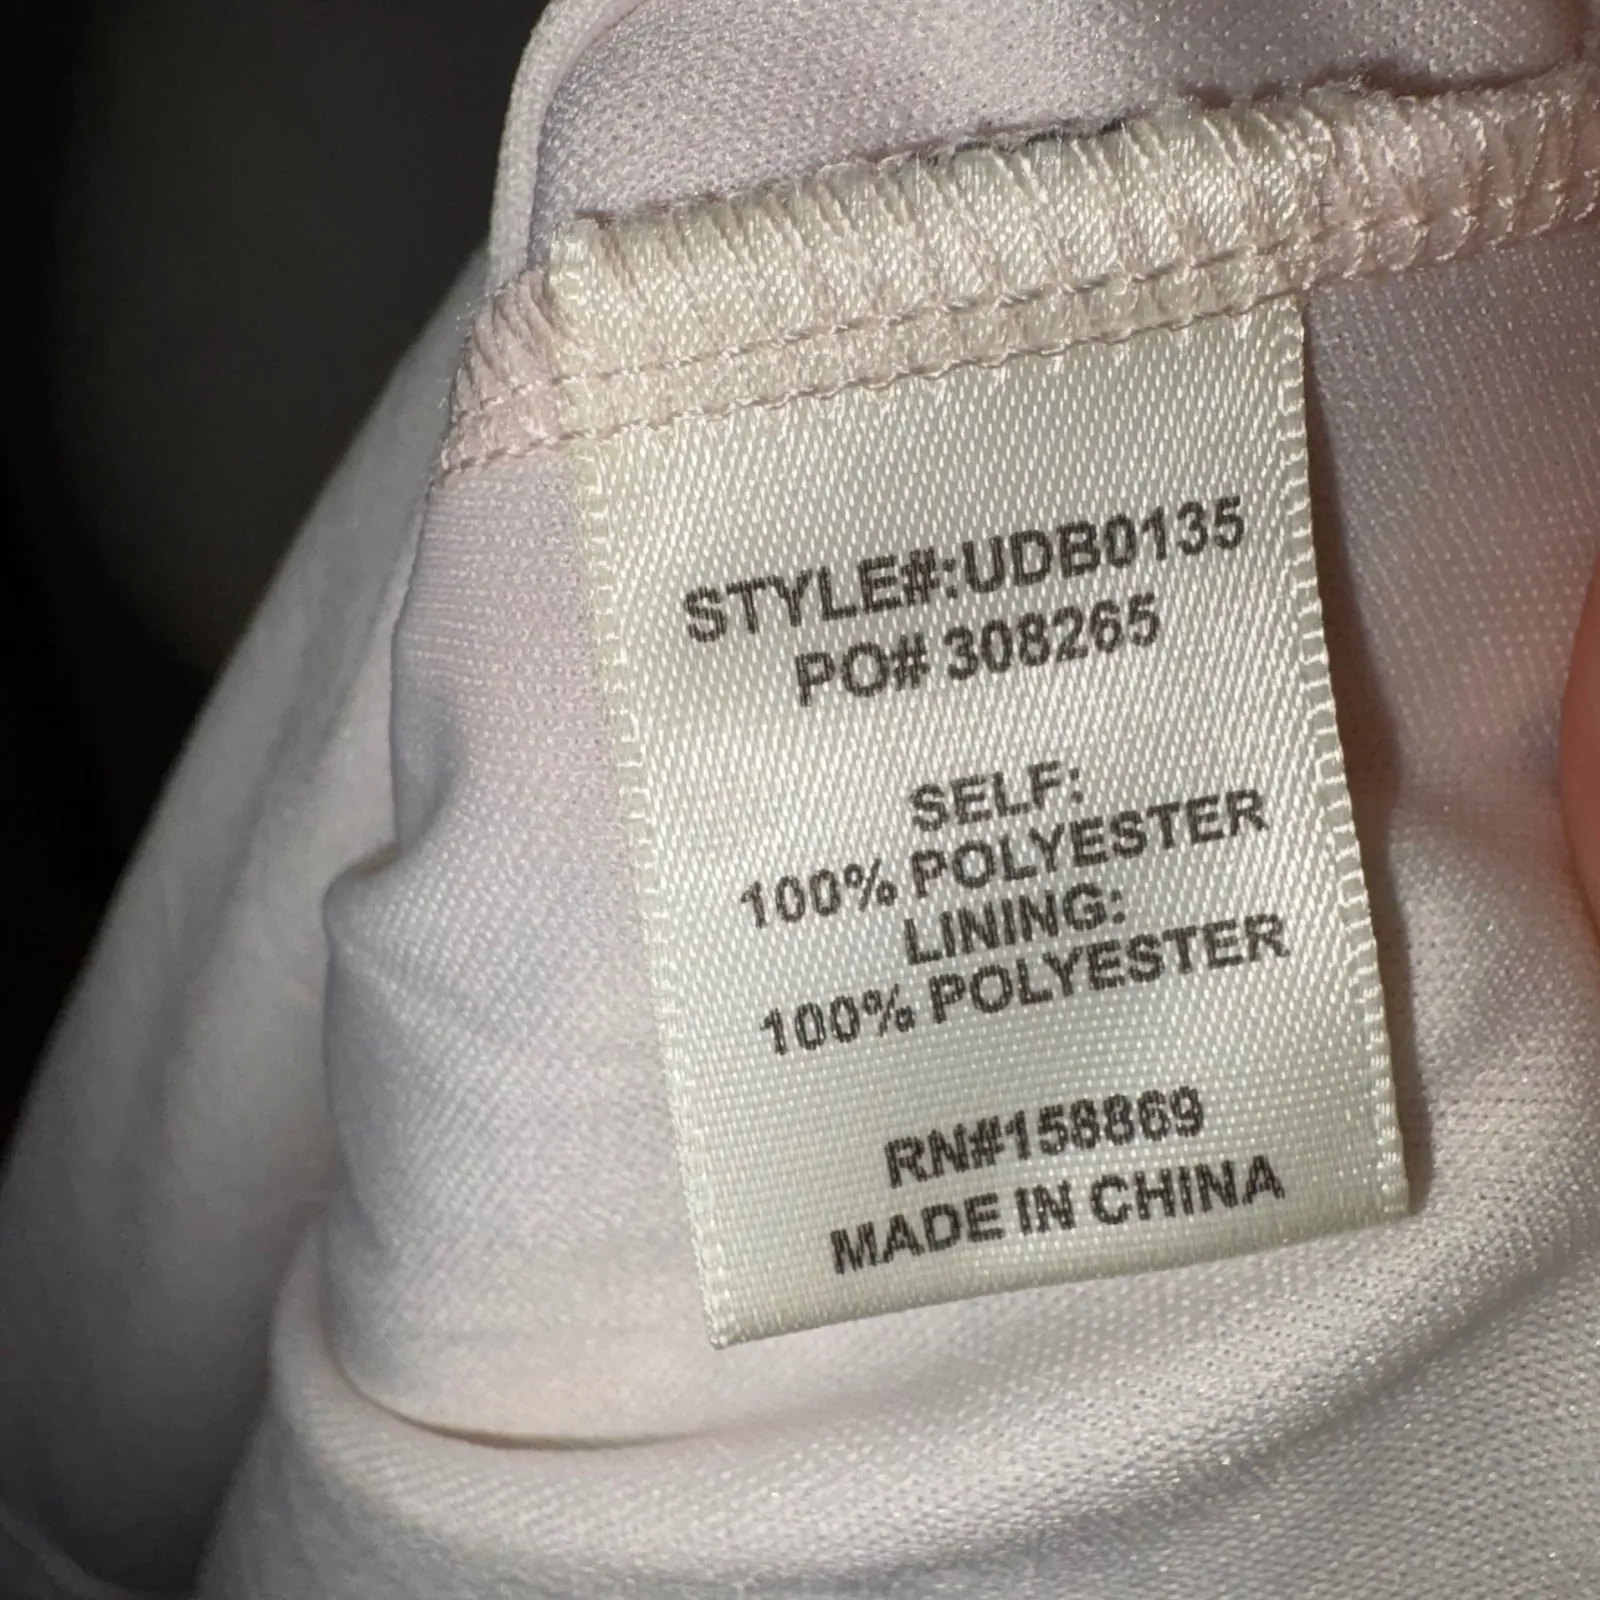 STYLE#:UDB0135
PO# 308265
SELF:
100% POLYESTER
LINING:
100% POLYESTER
RN#158869
MADE IN CHINA